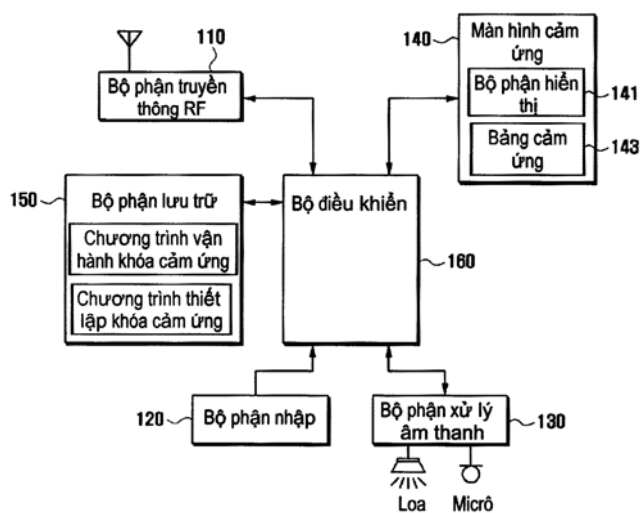 110
Bộ phận truyền
thông RF
140
Màn hình cảm
ứng
Bộ phận hiển
thị
141
Bảng cảm
ứng
143
150
Bộ phận lưu trữ
Chương trình vận
hành khóa cảm ứng
Chương trình thiết
lập khóa cảm ứng
Bộ điều khiển
160
120
Bộ phận nhập
Bộ phận xử lý
âm thanh
130
Loa
Micrô